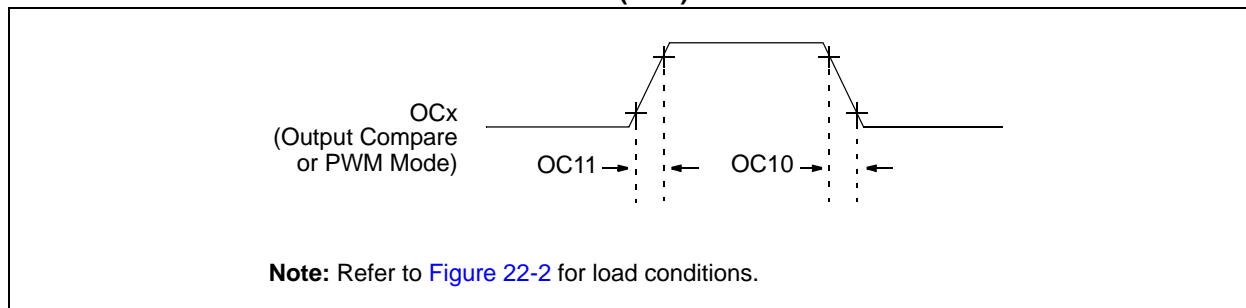 OCx
(Output Compare
or PWM Mode)
OC11
OC10
Note: Refer to Figure 22-2 for load conditions.